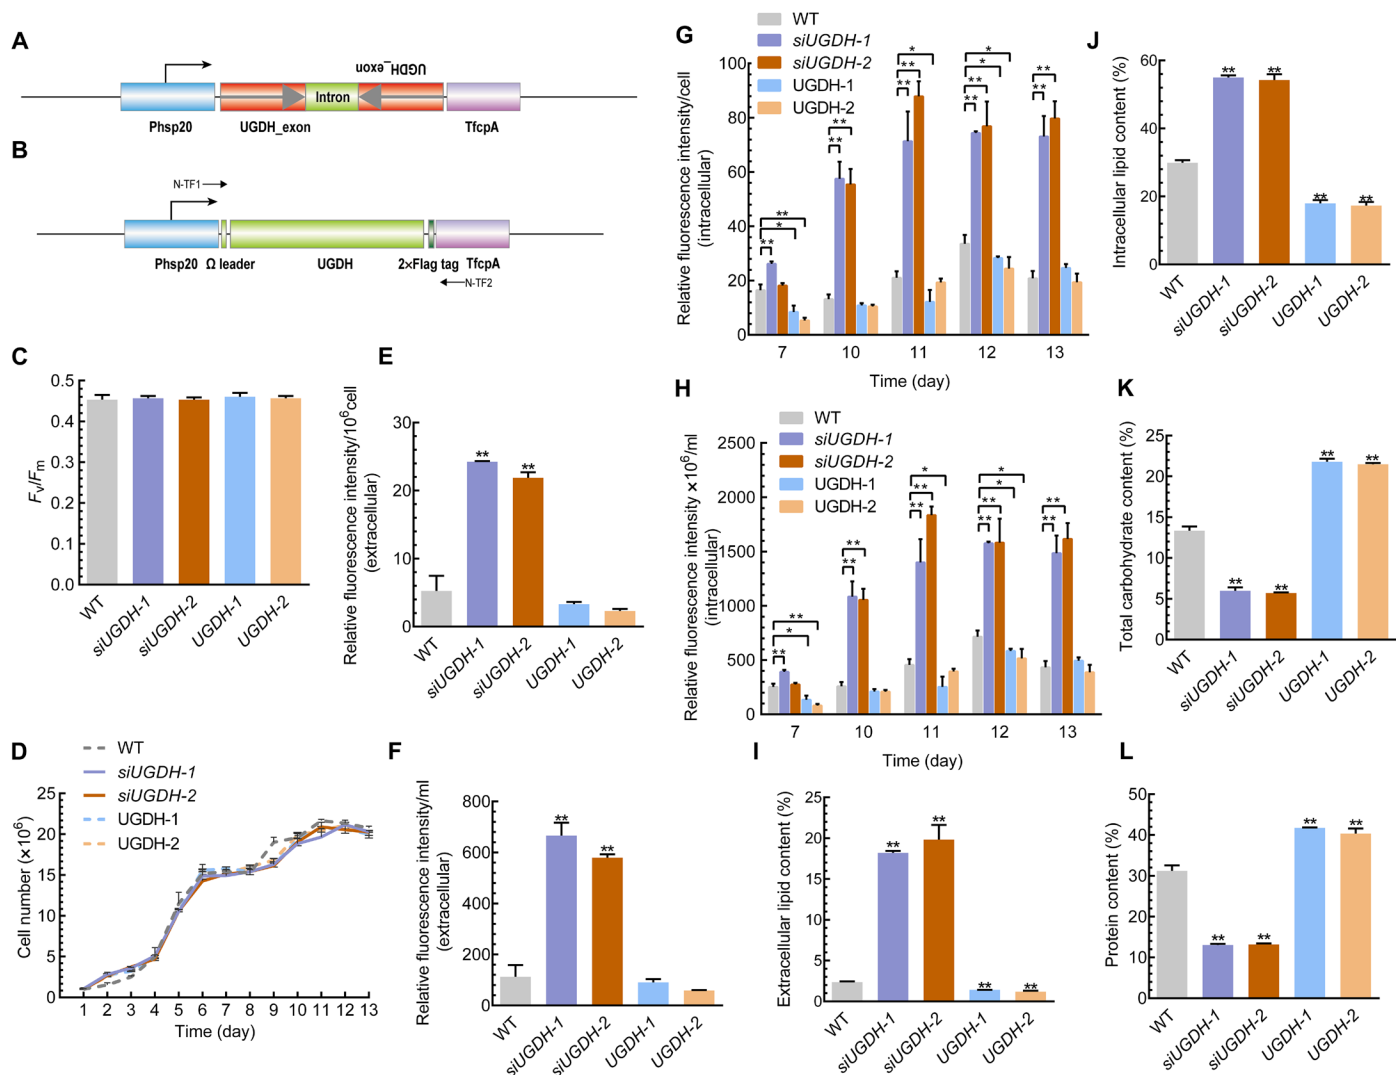 A
UGDH_exon
Intron
Phsp20 UGDH_exon TfcpA
B
N-TF1
Phsp20 Ω leader UGDH 2×Flag tag TfcpA
N-TF2
C
Fv/Fm
0.5
0.4
0.3
0.2
0.1
0.0
WT siUGDH-1 siUGDH-2 UGDH-1 UGDH-2
E
Relative fluorescence intensity/10⁶cell
(extracellular)
30
20
10
0
** **
WT siUGDH-1 siUGDH-2 UGDH-1 UGDH-2
D
WT
siUGDH-1
siUGDH-2
UGDH-1
UGDH-2
Cell number (×10⁶)
25
20
15
10
5
0
1 2 3 4 5 6 7 8 9 10 11 12 13
Time (day)
F
Relative fluorescence intensity/ml
(extracellular)
800
600
400
200
0
** **
WT siUGDH-1 siUGDH-2 UGDH-1 UGDH-2
G
WT
siUGDH-1
siUGDH-2
UGDH-1
UGDH-2
Relative fluorescence intensity/cell
(intracellular)
100
80
60
40
20
0
** * **
** **
** ** *
** ** * *
** **
7 10 11 12 13
Time (day)
H
WT
siUGDH-1
siUGDH-2
UGDH-1
UGDH-2
Relative fluorescence intensity ×10⁶/ml
(intracellular)
2500
2000
1500
1000
500
0
** * **
** **
** ** *
** ** * *
** **
7 10 11 12 13
Time (day)
I
Extracellular lipid content (%)
25
20
15
10
5
0
** ** ** **
WT siUGDH-1 siUGDH-2 UGDH-1 UGDH-2
J
Intracellular lipid content (%)
60
40
20
0
** ** ** **
WT siUGDH-1 siUGDH-2 UGDH-1 UGDH-2
K
Total carbohydrate content (%)
25
20
15
10
5
0
** ** ** **
WT siUGDH-1 siUGDH-2 UGDH-1 UGDH-2
L
Protein content (%)
50
40
30
20
10
0
** ** ** **
WT siUGDH-1 siUGDH-2 UGDH-1 UGDH-2